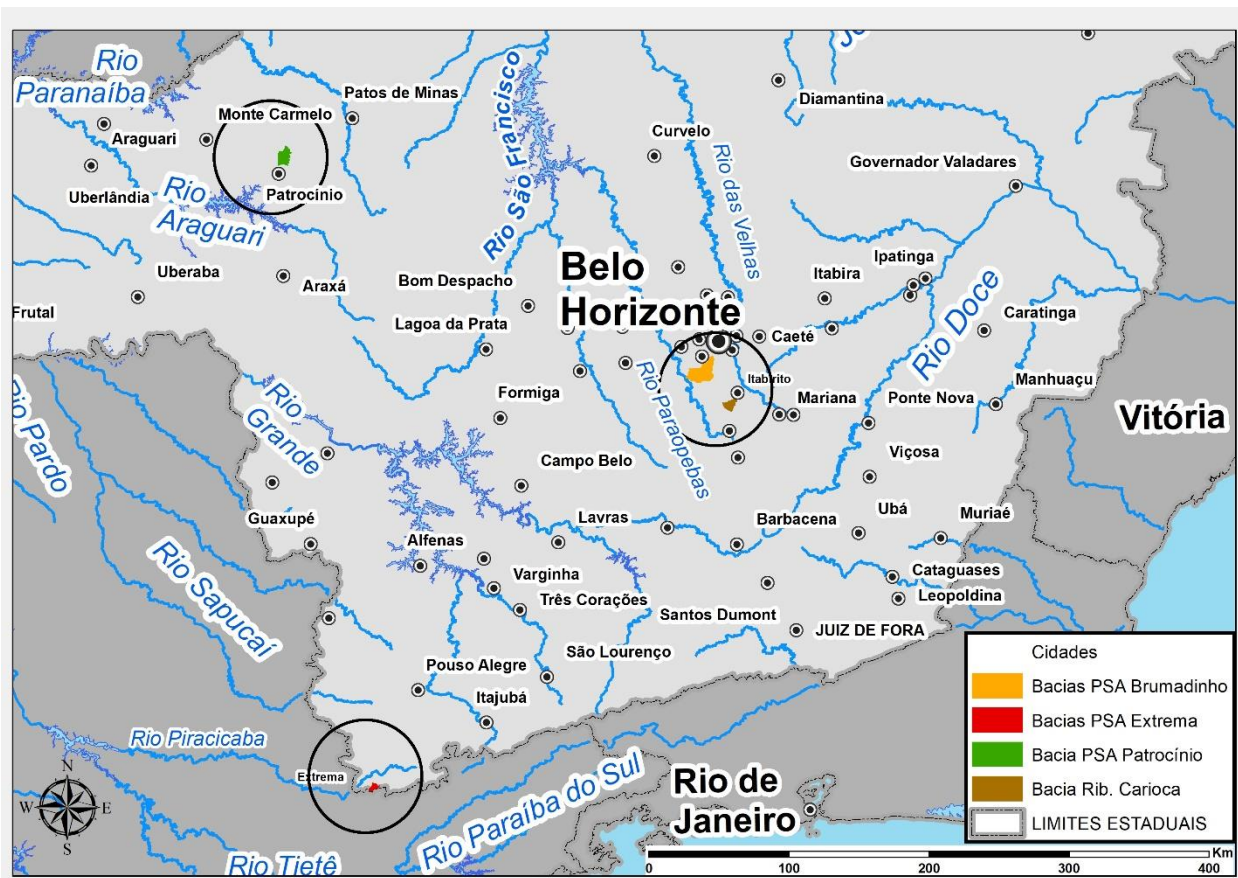 Rio
Paranaíba
Patos de Minas
Monte Carmelo
Araguari
Diamantina
Rio São Francisco
Curvelo
Rio das Velhas
Governador Valadares
Uberlândia
Patrocínio
Rio
Araguari
Uberaba
Araxá
Frutal
Bom Despacho
Belo
Horizonte
Itabira
Ipatinga
Rio Doce
Caratinga
Lagoa da Prata
Caeté
Itabirito
Mariana
Ponte Nova
Manhuaçu
Vitória
Rio Pardo
Rio
Grande
Formiga
Rio Paraopebas
Viçosa
Campo Belo
Guaxupé
Lavras
Barbacena
Ubá
Muriaé
Alfenas
Varginha
Cataguases
Leopoldina
Rio Sapucaí
Três Corações
Santos Dumont
JUIZ DE FORA
São Lourenço
Pouso Alegre
Itajubá
Rio Piracicaba
Extrema
Rio Paraíba do Sul
Rio de
Janeiro
Rio Tietê
N
W E
S
Cidades
Bacias PSA Brumadinho
Bacias PSA Extrema
Bacia PSA Patrocínio
Bacia Rib. Carioca
LIMITES ESTADUAIS
Km
0 100 200 300 400